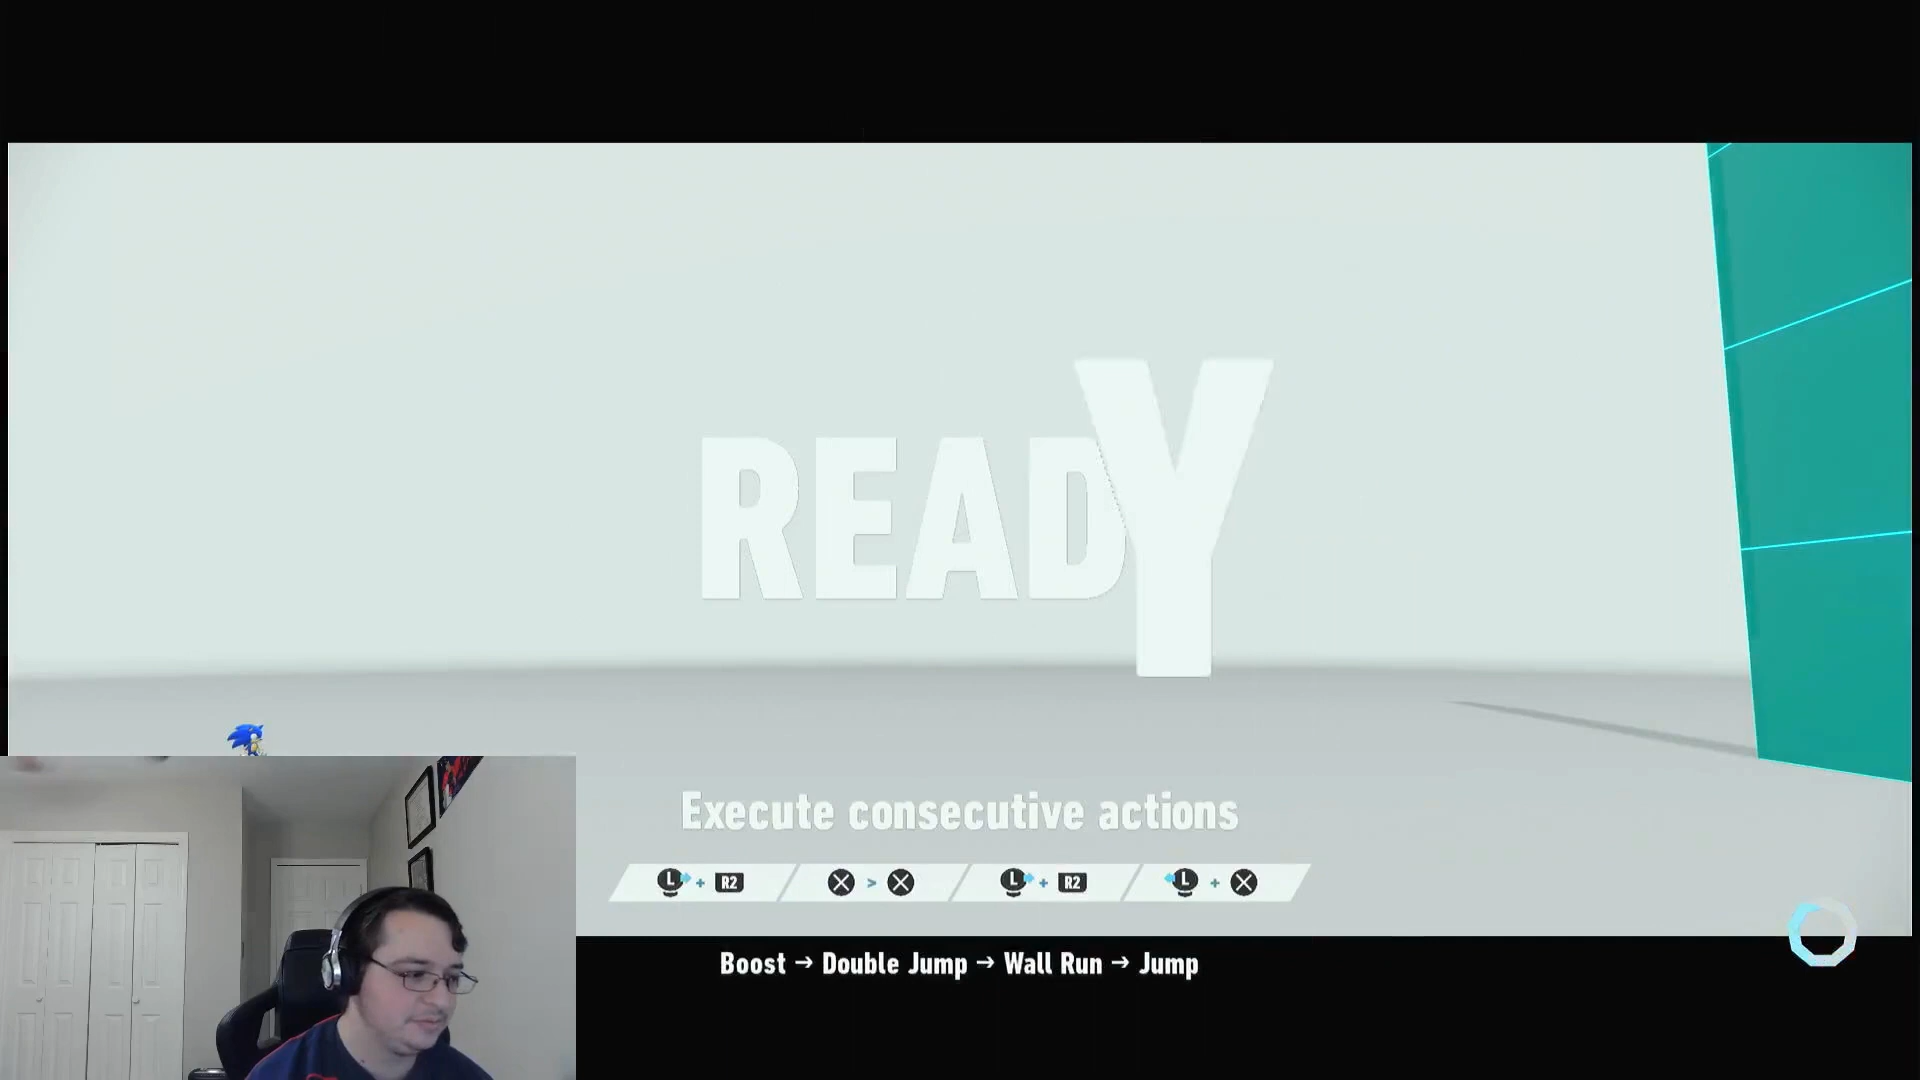 READY
Execute consecutive actions
L + R2 X > X L + R2 L + X
Boost → Double Jump → Wall Run → Jump